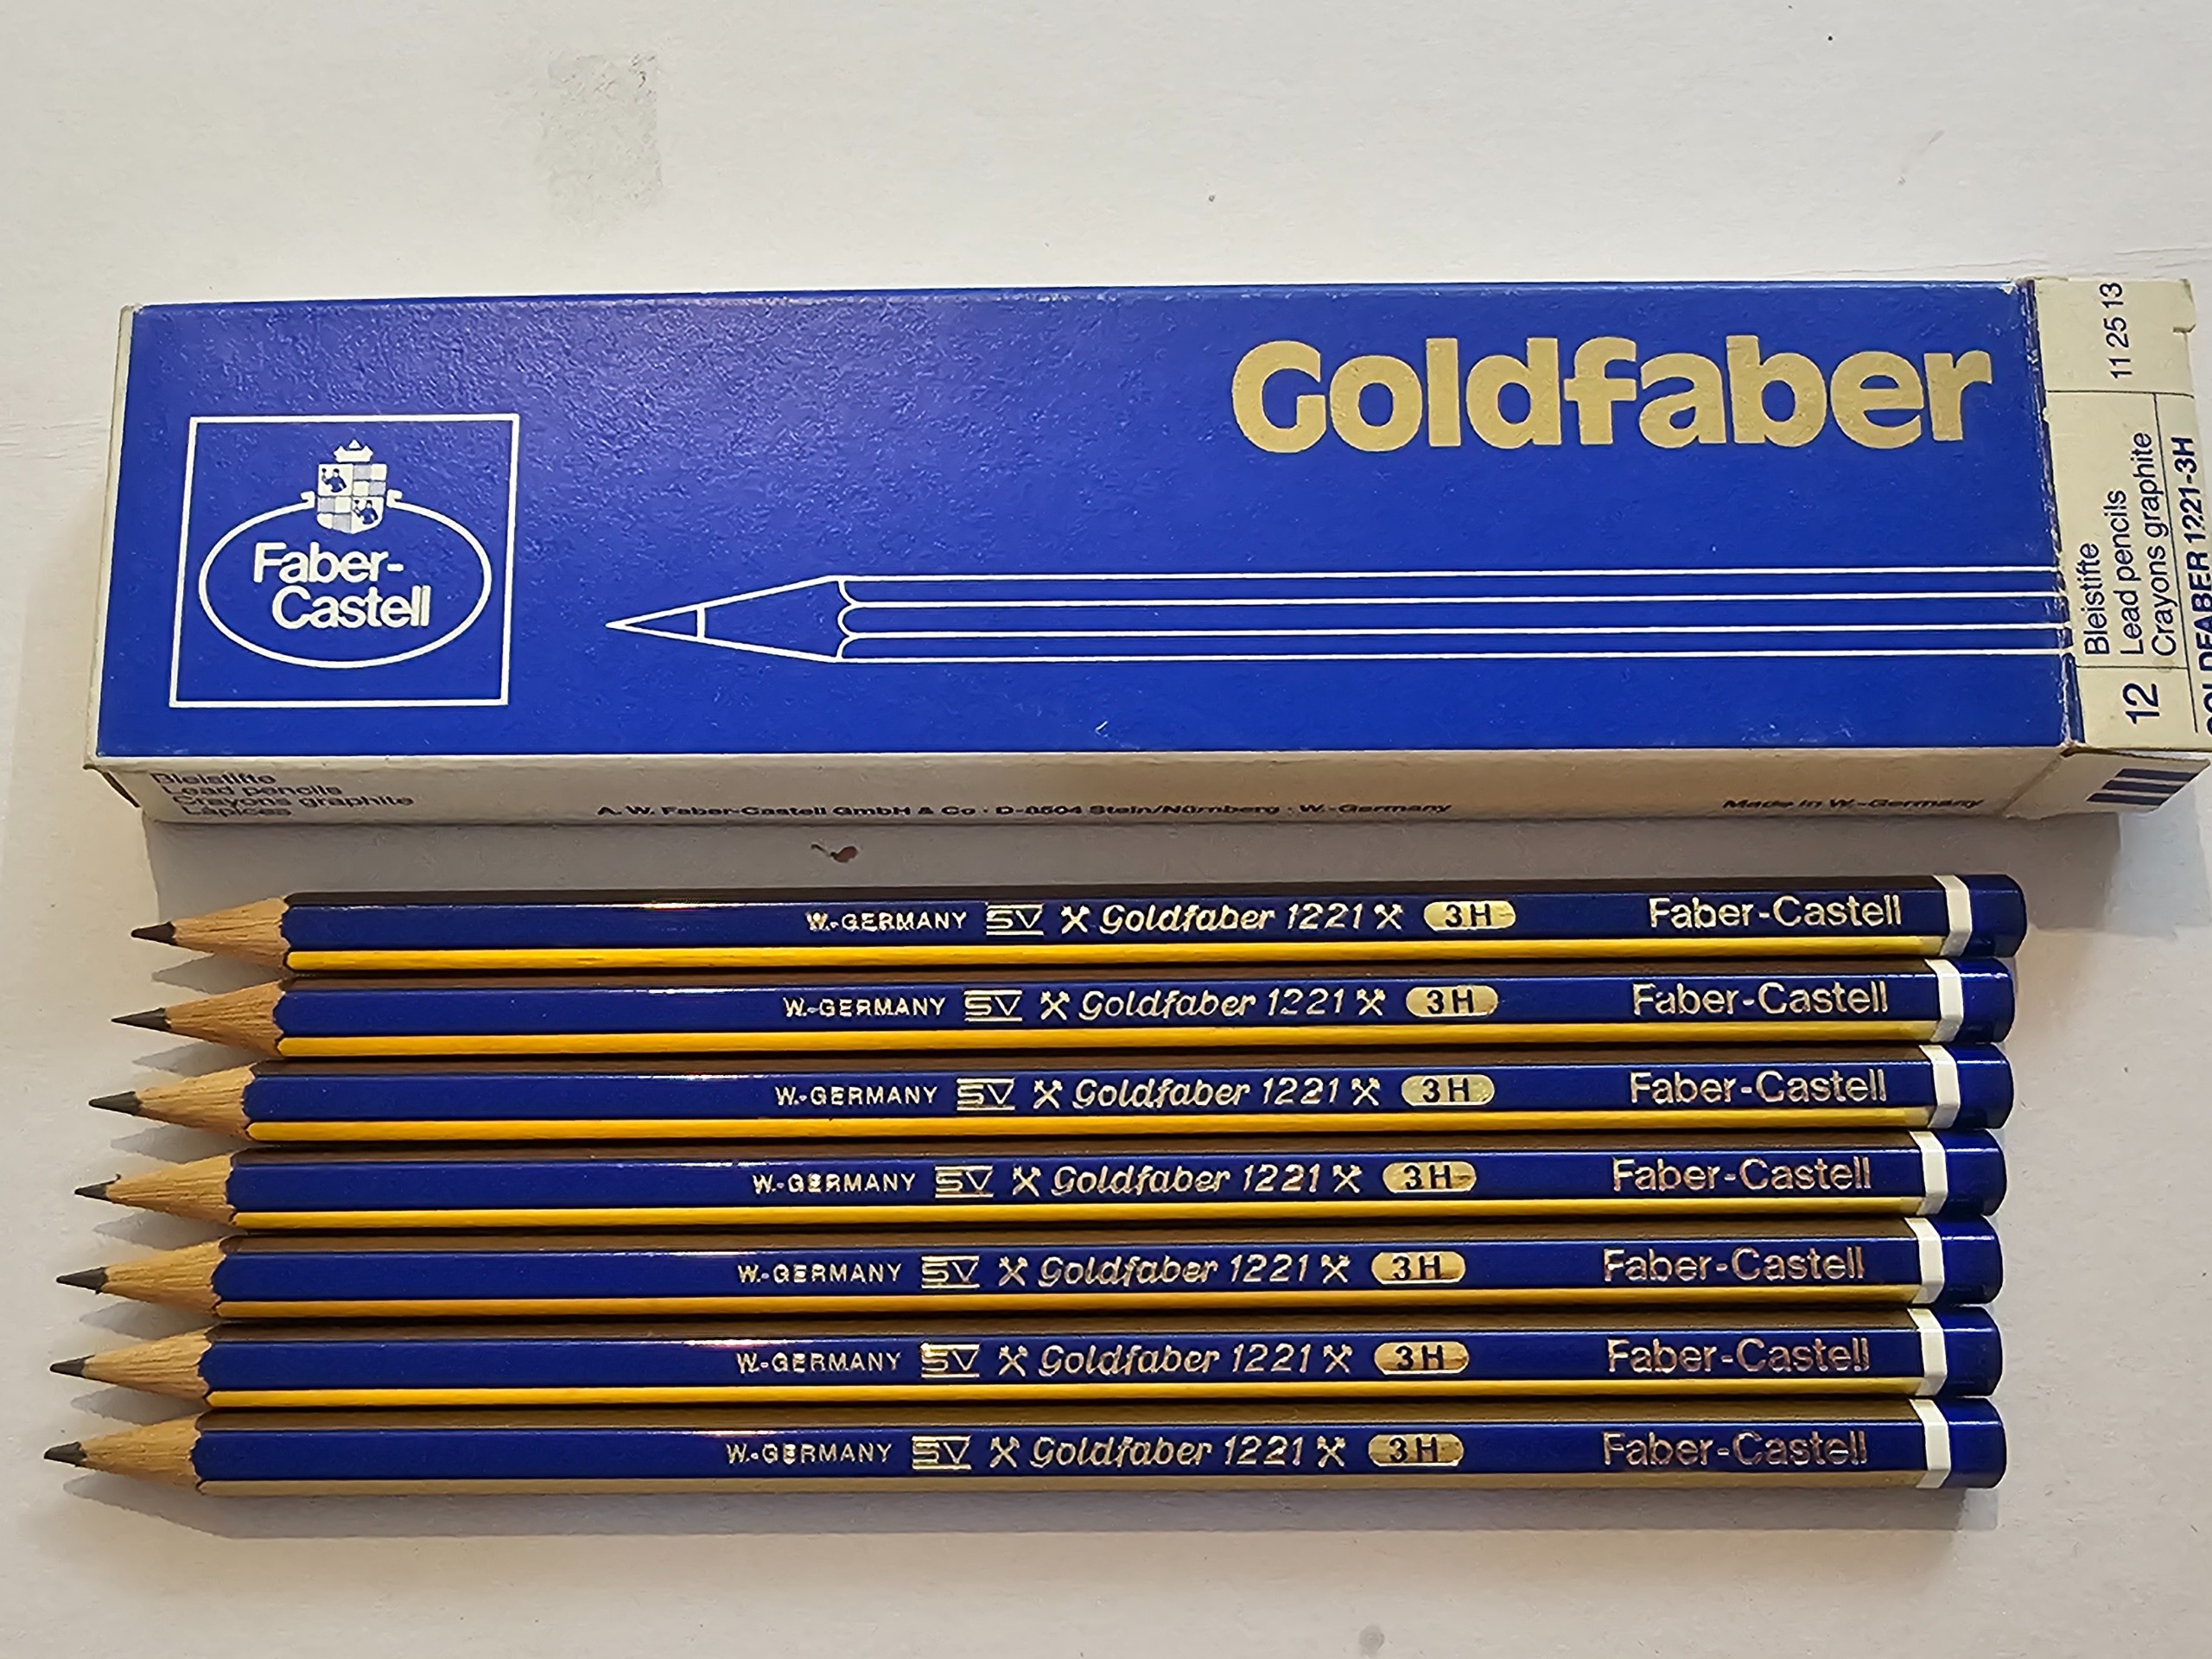 Goldfaber
Faber-
Castell
11 25 13
12
Bleistifte
Lead pencils
Crayons graphite
GOLDFABER 1221-3H
Bleistifte
Lead pencils
Crayons graphite
Lápices
A. W. Faber-Castell GmbH & Co · D-8504 Stein/Nürnberg · W.-Germany
Made in W.-Germany
W.-GERMANY SV Goldfaber 1221 3H Faber-Castell
W.-GERMANY SV Goldfaber 1221 3H Faber-Castell
W.-GERMANY SV Goldfaber 1221 3H Faber-Castell
W.-GERMANY SV Goldfaber 1221 3H Faber-Castell
W.-GERMANY SV Goldfaber 1221 3H Faber-Castell
W.-GERMANY SV Goldfaber 1221 3H Faber-Castell
W.-GERMANY SV Goldfaber 1221 3H Faber-Castell